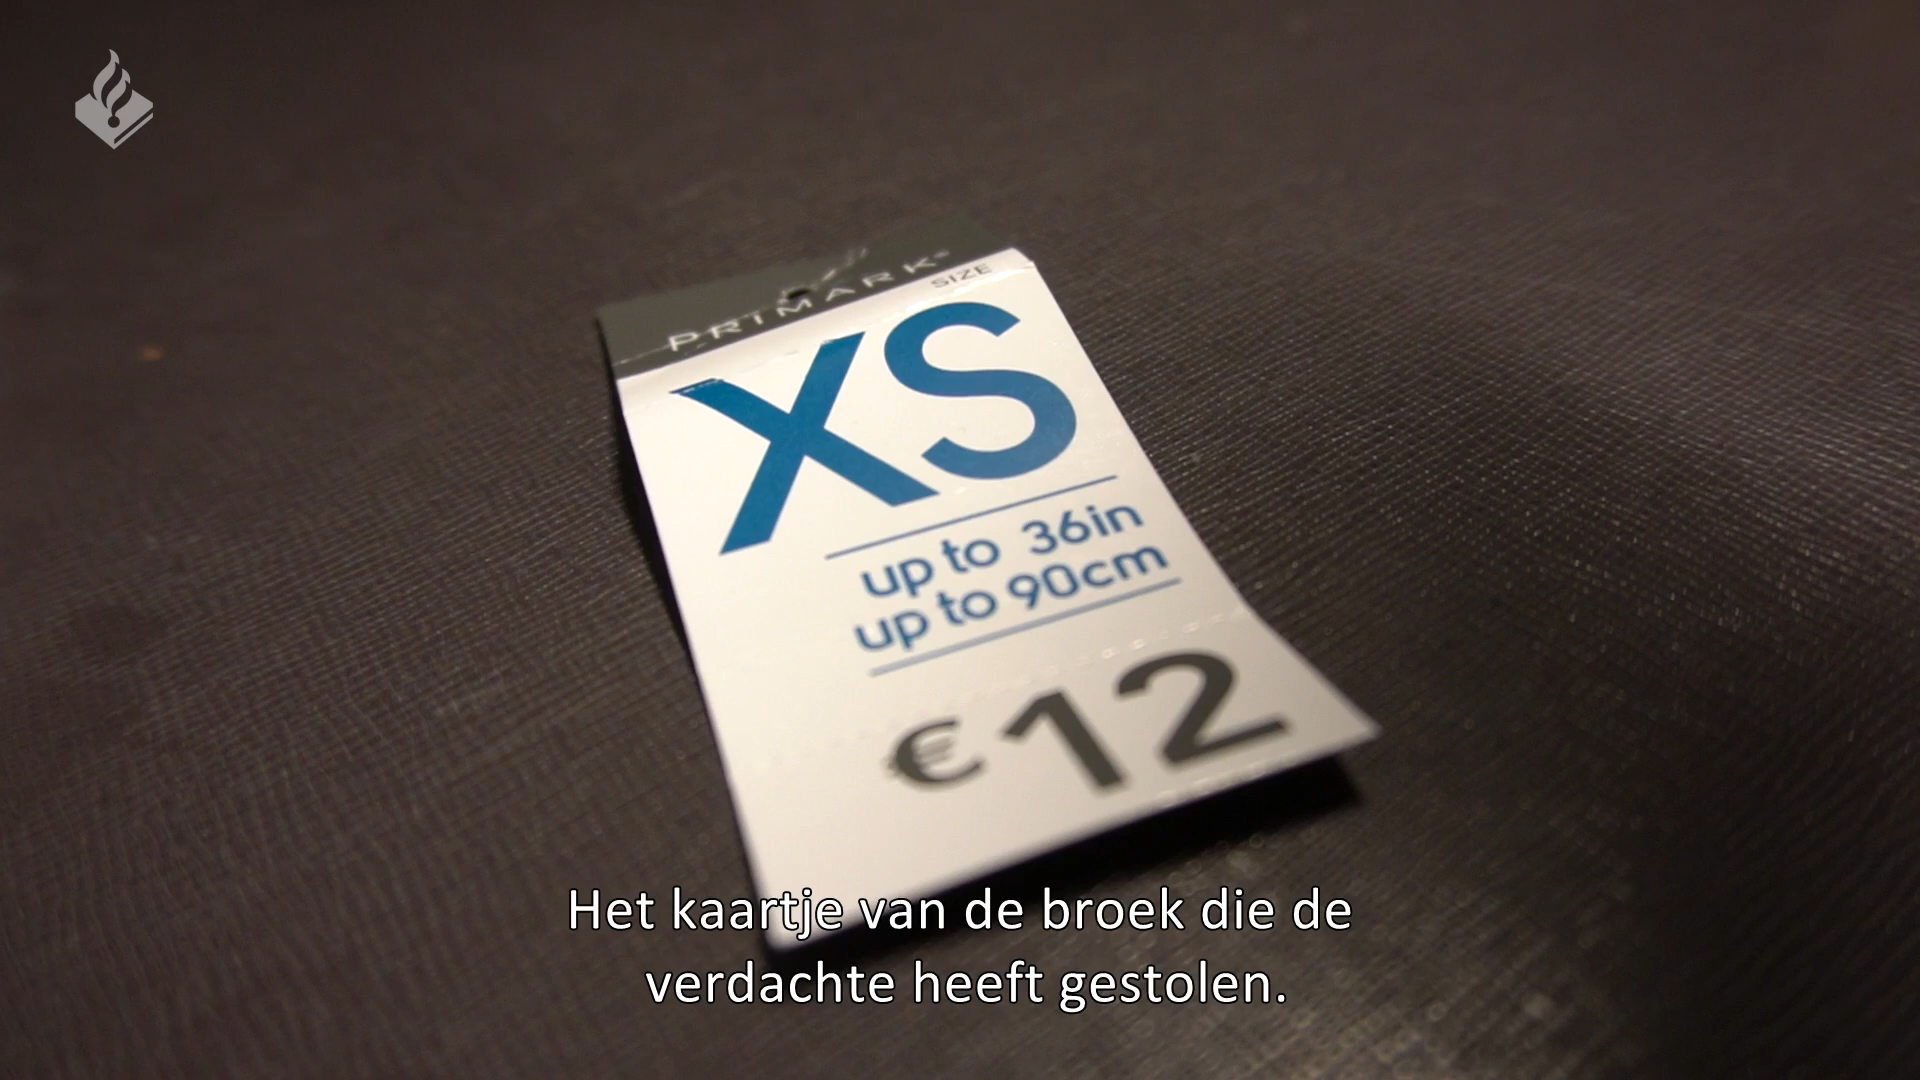 PRIMARK
SIZE
XS
up to 36in
up to 90cm
€12
Het kaartje van de broek die de
verdachte heeft gestolen.